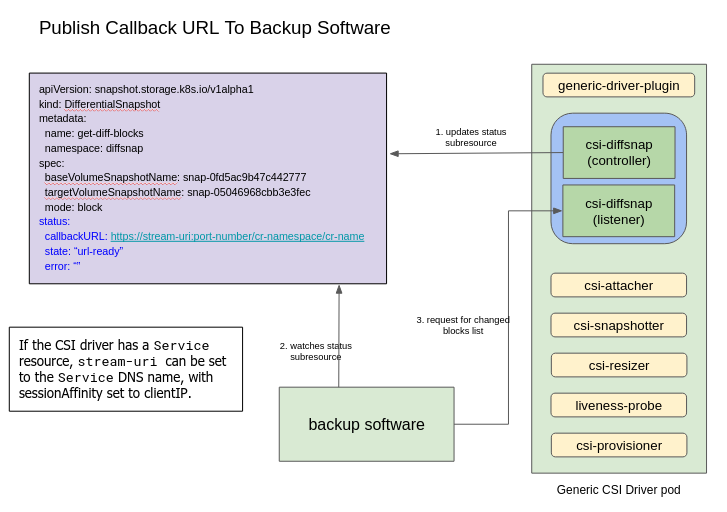 Publish Callback URL To Backup Software
apiVersion: snapshot.storage.k8s.io/v1alpha1
kind: DifferentialSnapshot
metadata:
name: get-diff-blocks
namespace: diffsnap
spec:
baseVolumeSnapshotName: snap-0fd5ac9b47c442777
targetVolumeSnapshotName: snap-05046968cbb3e3fec
mode: block
status:
callbackURL: https://stream-uri:port-number/cr-namespace/cr-name
state: “url-ready”
error: “”
1. updates status
subresource
generic-driver-plugin
csi-diffsnap
(controller)
csi-diffsnap
(listener)
csi-attacher
csi-snapshotter
csi-resizer
liveness-probe
csi-provisioner
Generic CSI Driver pod
3. request for changed
blocks list
2. watches status
subresource
backup software
If the CSI driver has a Service
resource, stream-uri can be set
to the Service DNS name, with
sessionAffinity set to clientIP.